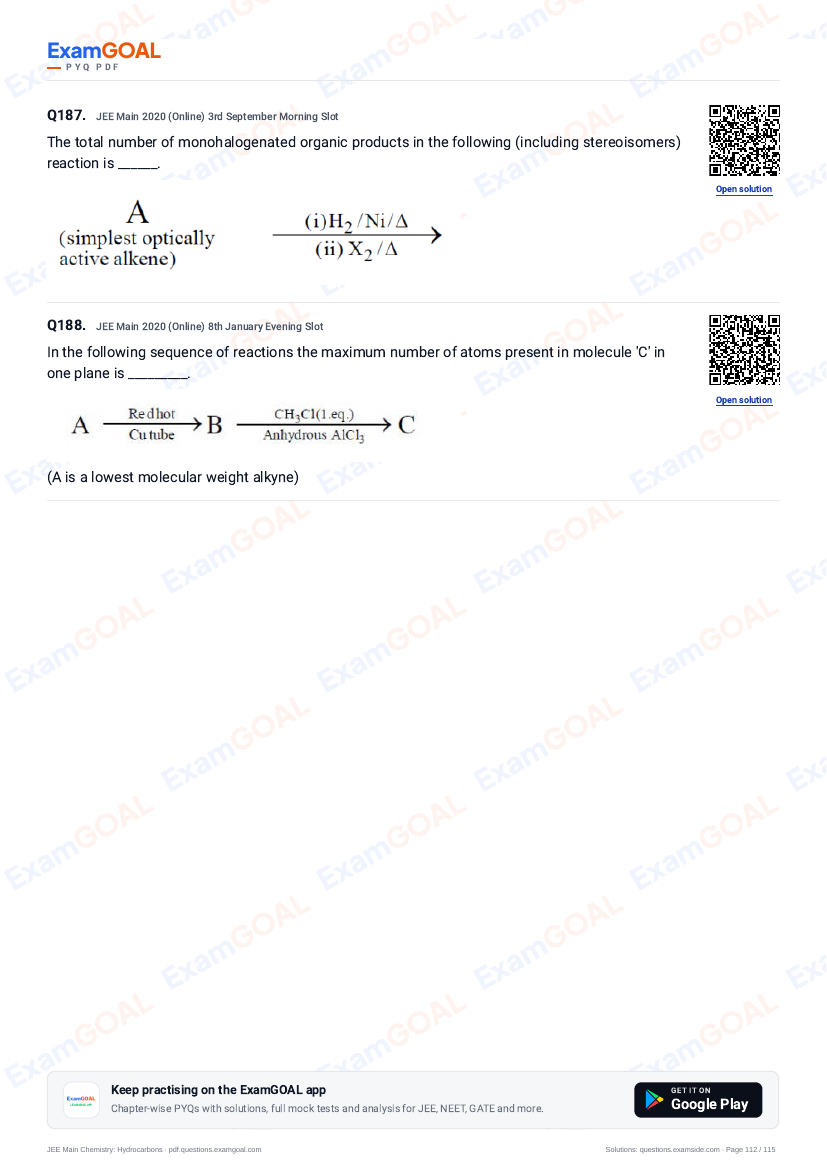 ExamGOAL
PYQ PDF
Q187. JEE Main 2020 (Online) 3rd September Morning Slot
The total number of monohalogenated organic products in the following (including stereoisomers)
reaction is ______.
Open solution
A
(simplest optically
active alkene)
(i)H₂/Ni/Δ
(ii) X₂/Δ
Q188. JEE Main 2020 (Online) 8th January Evening Slot
In the following sequence of reactions the maximum number of atoms present in molecule 'C' in
one plane is _________.
Open solution
A Red hot B CH₃Cl(1.eq.) C
Cu tube Anhydrous AlCl₃
(A is a lowest molecular weight alkyne)
Keep practising on the ExamGOAL app
Chapter-wise PYQs with solutions, full mock tests and analysis for JEE, NEET, GATE and more.
GET IT ON
Google Play
JEE Main Chemistry: Hydrocarbons · pdf.questions.examgoal.com
Solutions: questions.examside.com · Page 112 / 115